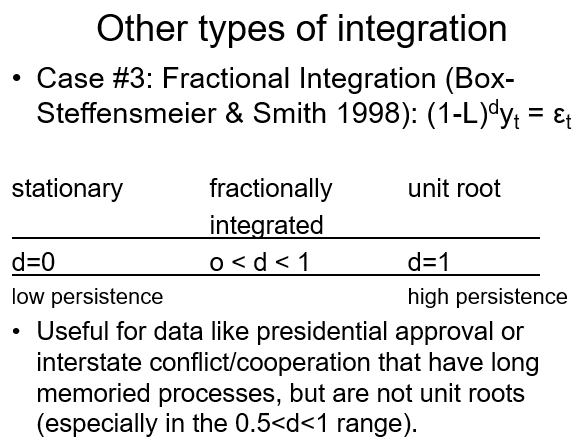 Other types of integration
• Case #3: Fractional Integration (Box-
Steffensmeier & Smith 1998): (1-L)ᵈyₜ = εₜ
stationary fractionally unit root
integrated
d=0 o < d < 1 d=1
low persistence high persistence
• Useful for data like presidential approval or
interstate conflict/cooperation that have long
memoried processes, but are not unit roots
(especially in the 0.5<d<1 range).